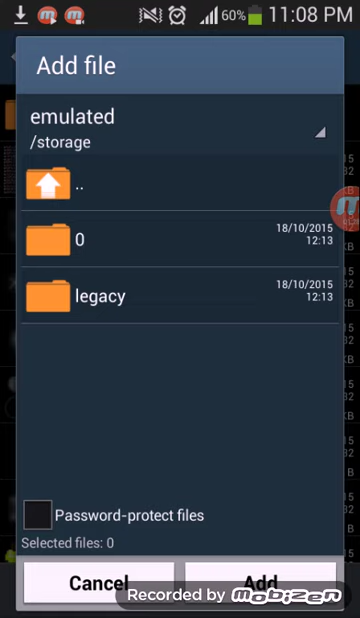 60% 11:08 PM
Add file
emulated
/storage
..
0
18/10/2015
12:13
legacy
18/10/2015
12:13
Password-protect files
Selected files: 0
Cancel
Add
Recorded by mobizen